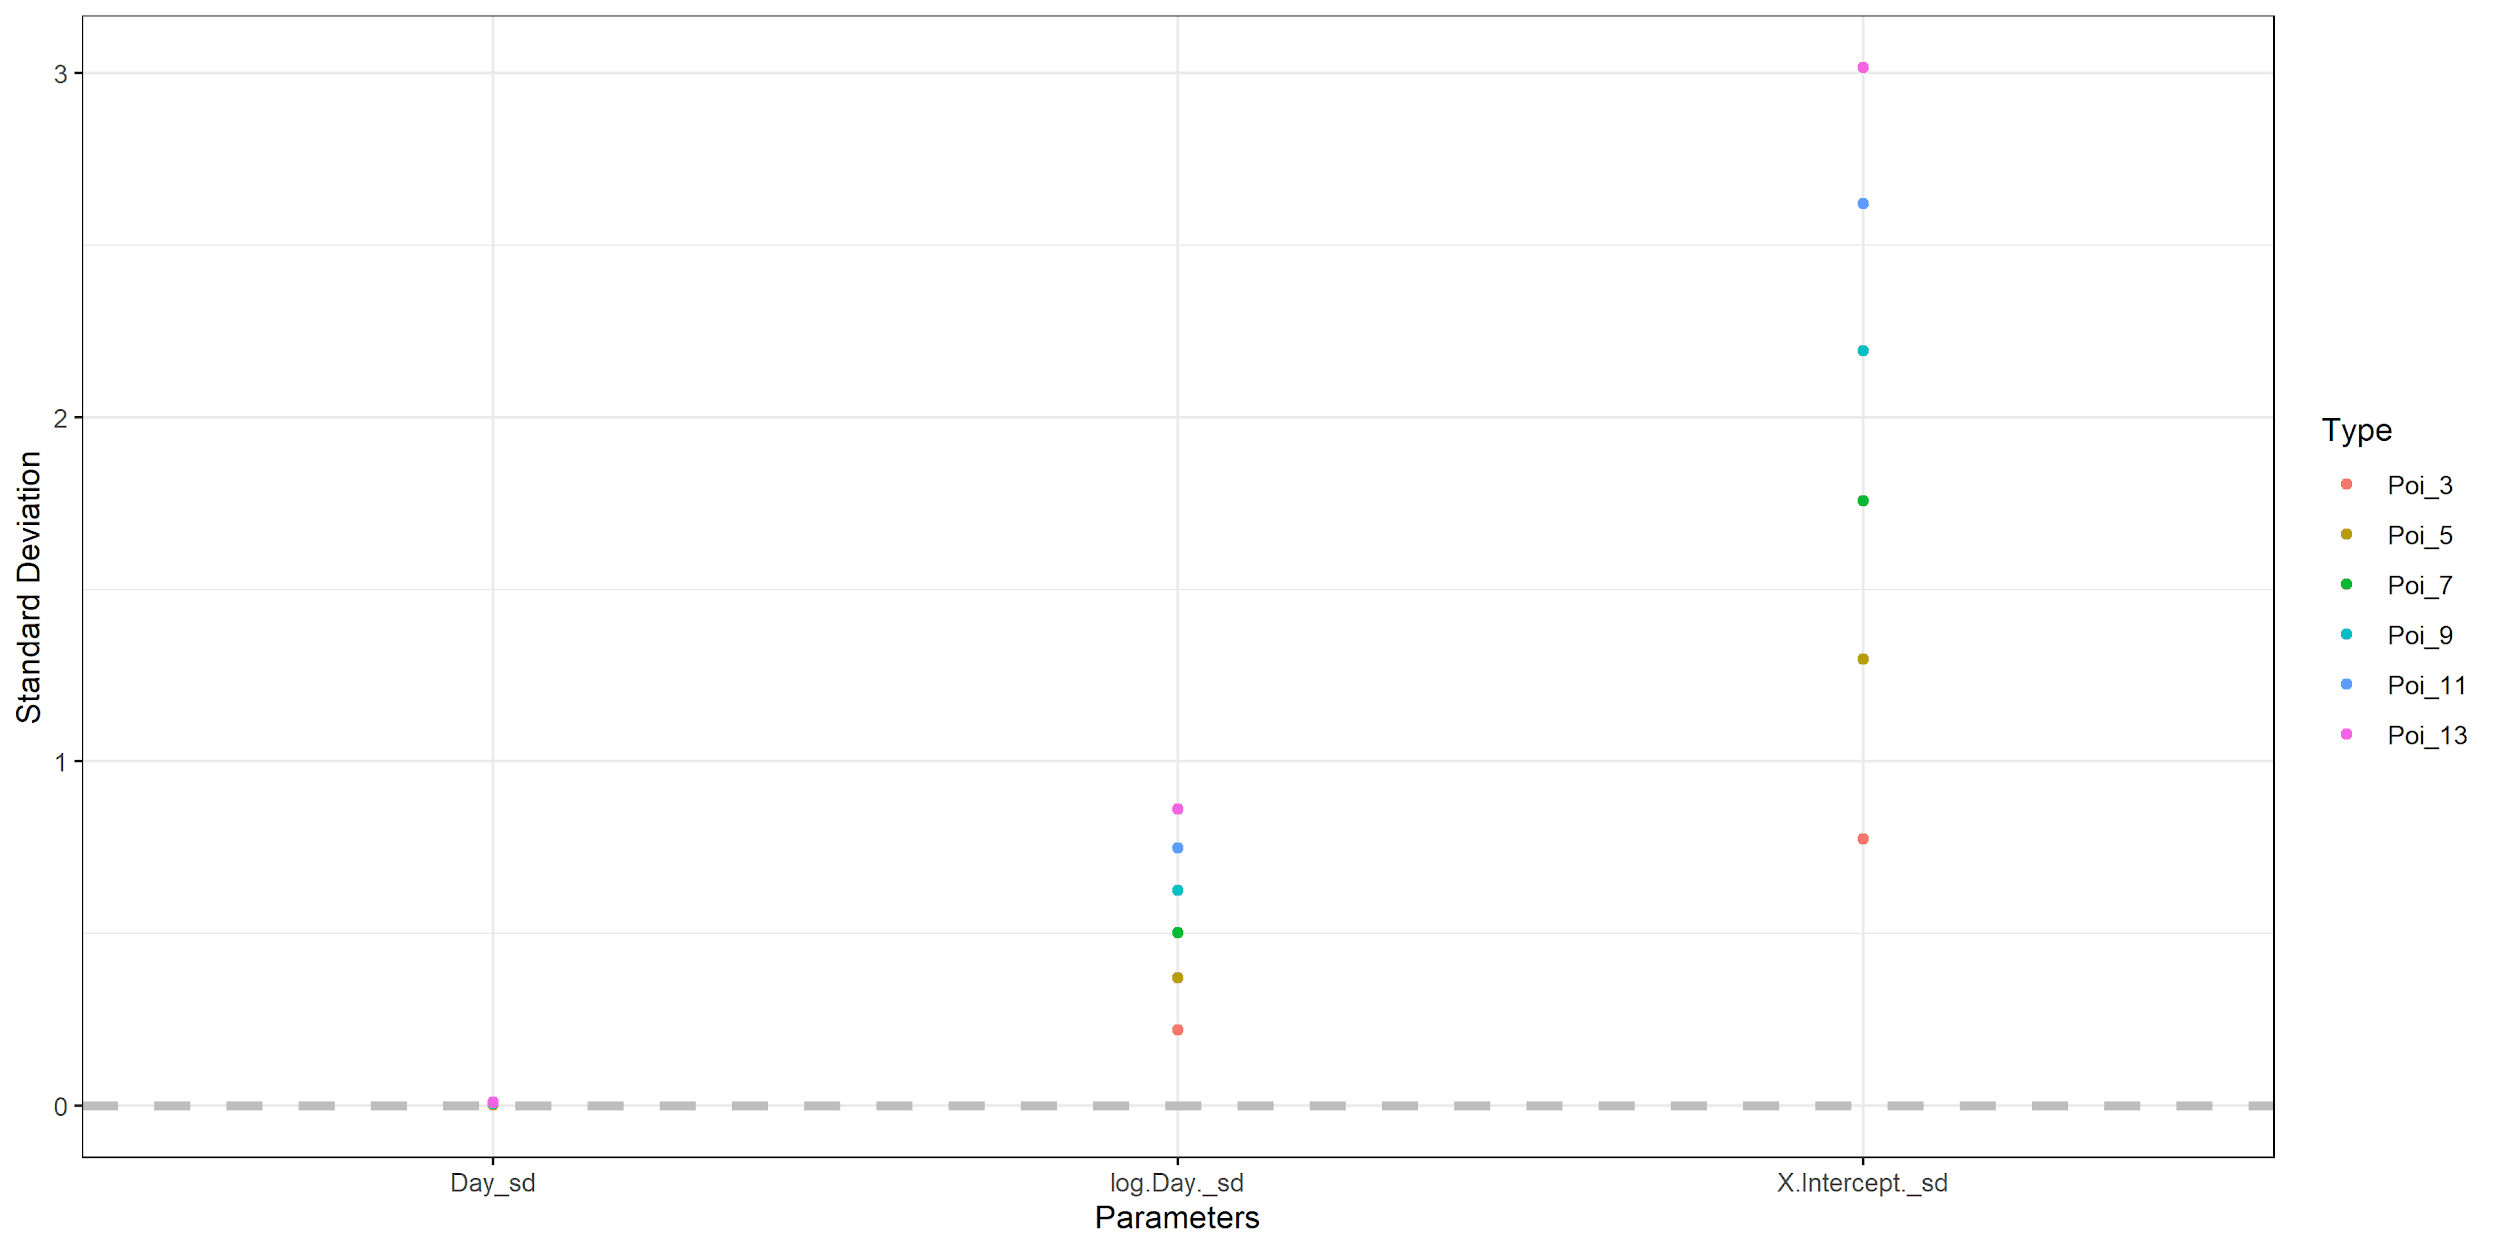 3
2
1
0
Standard Deviation
Day_sd
log.Day._sd
X.Intercept._sd
Parameters
Type
Poi_3
Poi_5
Poi_7
Poi_9
Poi_11
Poi_13